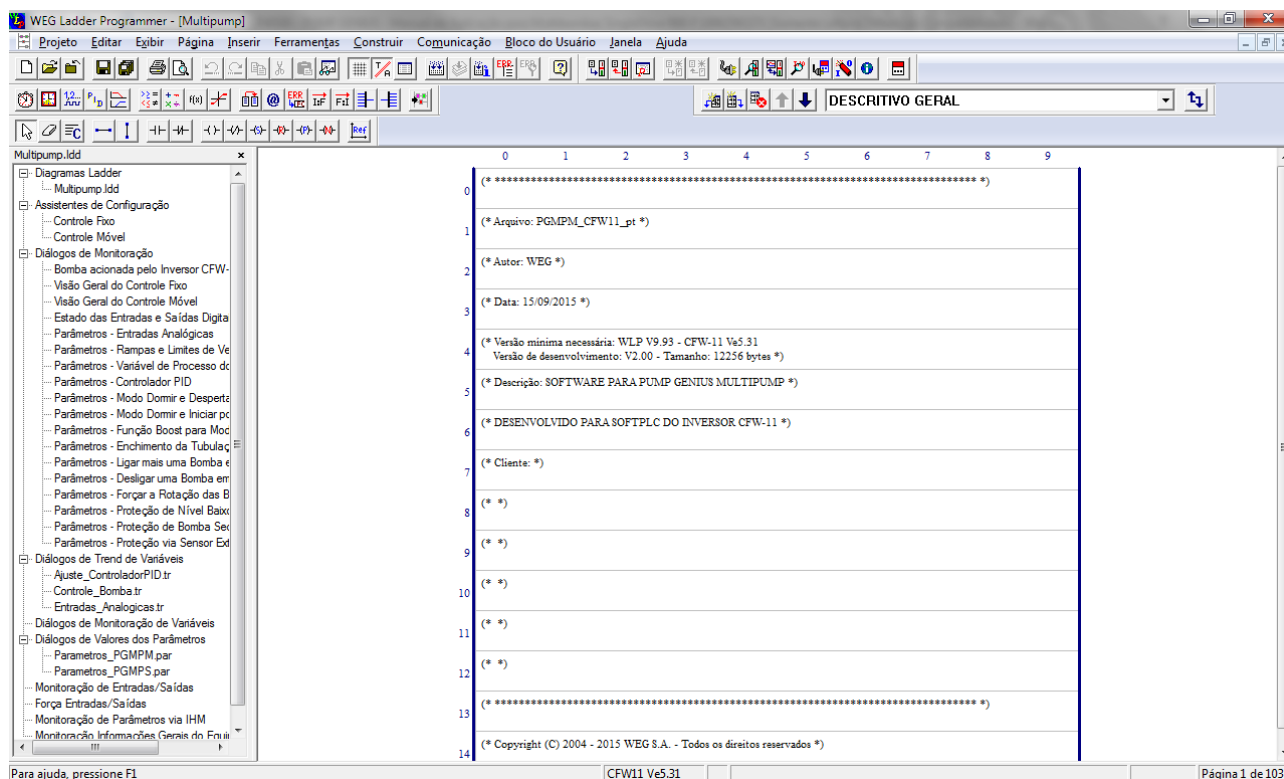 WEG Ladder Programmer - [Multipump]
Projeto Editar Exibir Página Inserir Ferramentas Construir Comunicação Bloco do Usuário Janela Ajuda
DESCRITIVO GERAL
Multipump.ldd
Diagramas Ladder
Multipump.ldd
Assistentes de Configuração
Controle Fixo
Controle Móvel
Diálogos de Monitoração
Bomba acionada pelo Inversor CFW-
Visão Geral do Controle Fixo
Visão Geral do Controle Móvel
Estado das Entradas e Saídas Digita
Parâmetros - Entradas Analógicas
Parâmetros - Rampas e Limites de Ve
Parâmetros - Variável de Processo do
Parâmetros - Controlador PID
Parâmetros - Modo Dormir e Desperta
Parâmetros - Modo Dormir e Iniciar po
Parâmetros - Função Boost para Mod
Parâmetros - Enchimento da Tubulaç
Parâmetros - Ligar mais uma Bomba e
Parâmetros - Desligar uma Bomba em
Parâmetros - Forçar a Rotação das B
Parâmetros - Proteção de Nível Baixo
Parâmetros - Proteção de Bomba Sec
Parâmetros - Proteção via Sensor Ext
Diálogos de Trend de Variáveis
Ajuste_ControladorPID.tr
Controle_Bomba.tr
Entradas_Analogicas.tr
Diálogos de Monitoração de Variáveis
Diálogos de Valores dos Parâmetros
Parametros_PGMPM.par
Parametros_PGMPS.par
Monitoração de Entradas/Saídas
Força Entradas/Saídas
Monitoração de Parâmetros via IHM
Monitoração Informações Gerais do Equip
0 1 2 3 4 5 6 7 8 9
0 (* ******************************************************************************** *)
1 (* Arquivo: PGMPM_CFW11_pt *)
2 (* Autor: WEG *)
3 (* Data: 15/09/2015 *)
4 (* Versão minima necessária: WLP V9.93 - CFW-11 Ve5.31
Versão de desenvolvimento: V2.00 - Tamanho: 12256 bytes *)
5 (* Descrição: SOFTWARE PARA PUMP GENIUS MULTIPUMP *)
6 (* DESENVOLVIDO PARA SOFTPLC DO INVERSOR CFW-11 *)
7 (* Cliente: *)
8 (* *)
9 (* *)
10 (* *)
11 (* *)
12 (* *)
13 (* ******************************************************************************** *)
14 (* Copyright (C) 2004 - 2015 WEG S.A. - Todos os direitos reservados *)
Para ajuda, pressione F1
CFW11 Ve5.31
Página 1 de 103